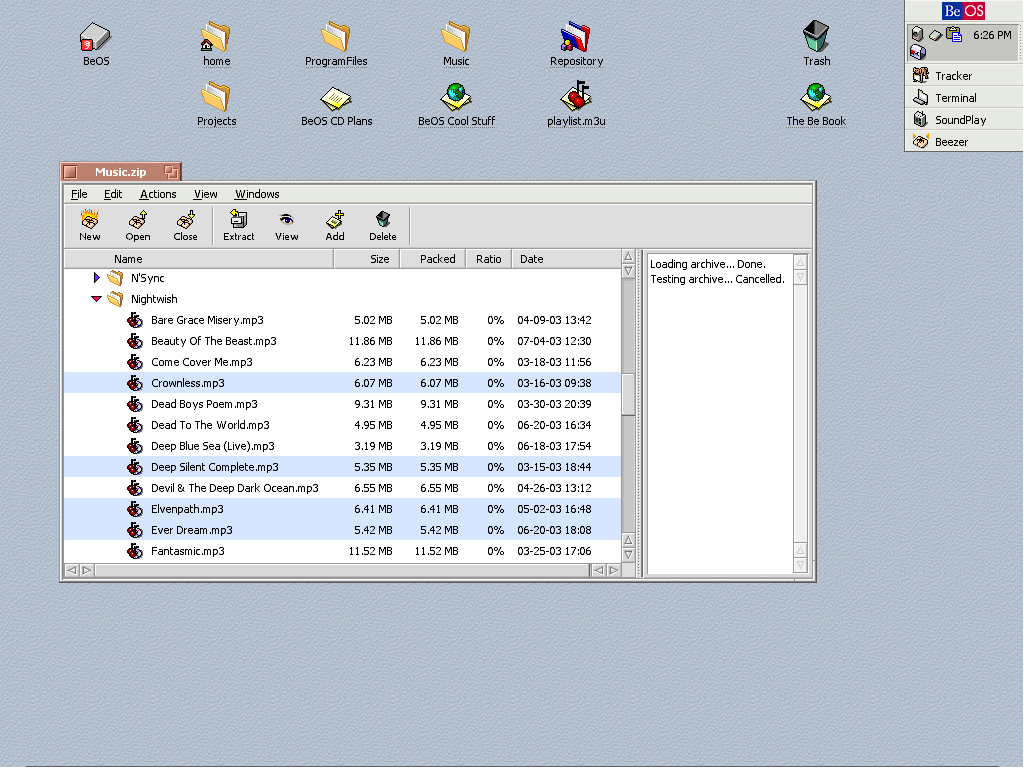 Be OS
6:26 PM
Tracker
Terminal
SoundPlay
Beezer
9
BeOS
home
ProgramFiles
Music
Repository
Trash
Projects
BeOS CD Plans
BeOS Cool Stuff
playlist.m3u
The Be Book
Music.zip
File Edit Actions View Windows
New Open Close Extract View Add Delete
Name Size Packed Ratio Date
N'Sync
Nightwish
Bare Grace Misery.mp3 5.02 MB 5.02 MB 0% 04-09-03 13:42
Beauty Of The Beast.mp3 11.86 MB 11.86 MB 0% 07-04-03 12:30
Come Cover Me.mp3 6.23 MB 6.23 MB 0% 03-18-03 11:56
Crownless.mp3 6.07 MB 6.07 MB 0% 03-16-03 09:38
Dead Boys Poem.mp3 9.31 MB 9.31 MB 0% 03-30-03 20:39
Dead To The World.mp3 4.95 MB 4.95 MB 0% 06-20-03 16:34
Deep Blue Sea (Live).mp3 3.19 MB 3.19 MB 0% 06-18-03 17:54
Deep Silent Complete.mp3 5.35 MB 5.35 MB 0% 03-15-03 18:44
Devil & The Deep Dark Ocean.mp3 6.55 MB 6.55 MB 0% 04-26-03 13:12
Elvenpath.mp3 6.41 MB 6.41 MB 0% 05-02-03 16:48
Ever Dream.mp3 5.42 MB 5.42 MB 0% 06-20-03 18:08
Fantasmic.mp3 11.52 MB 11.52 MB 0% 03-25-03 17:06
Loading archive... Done.
Testing archive... Cancelled.